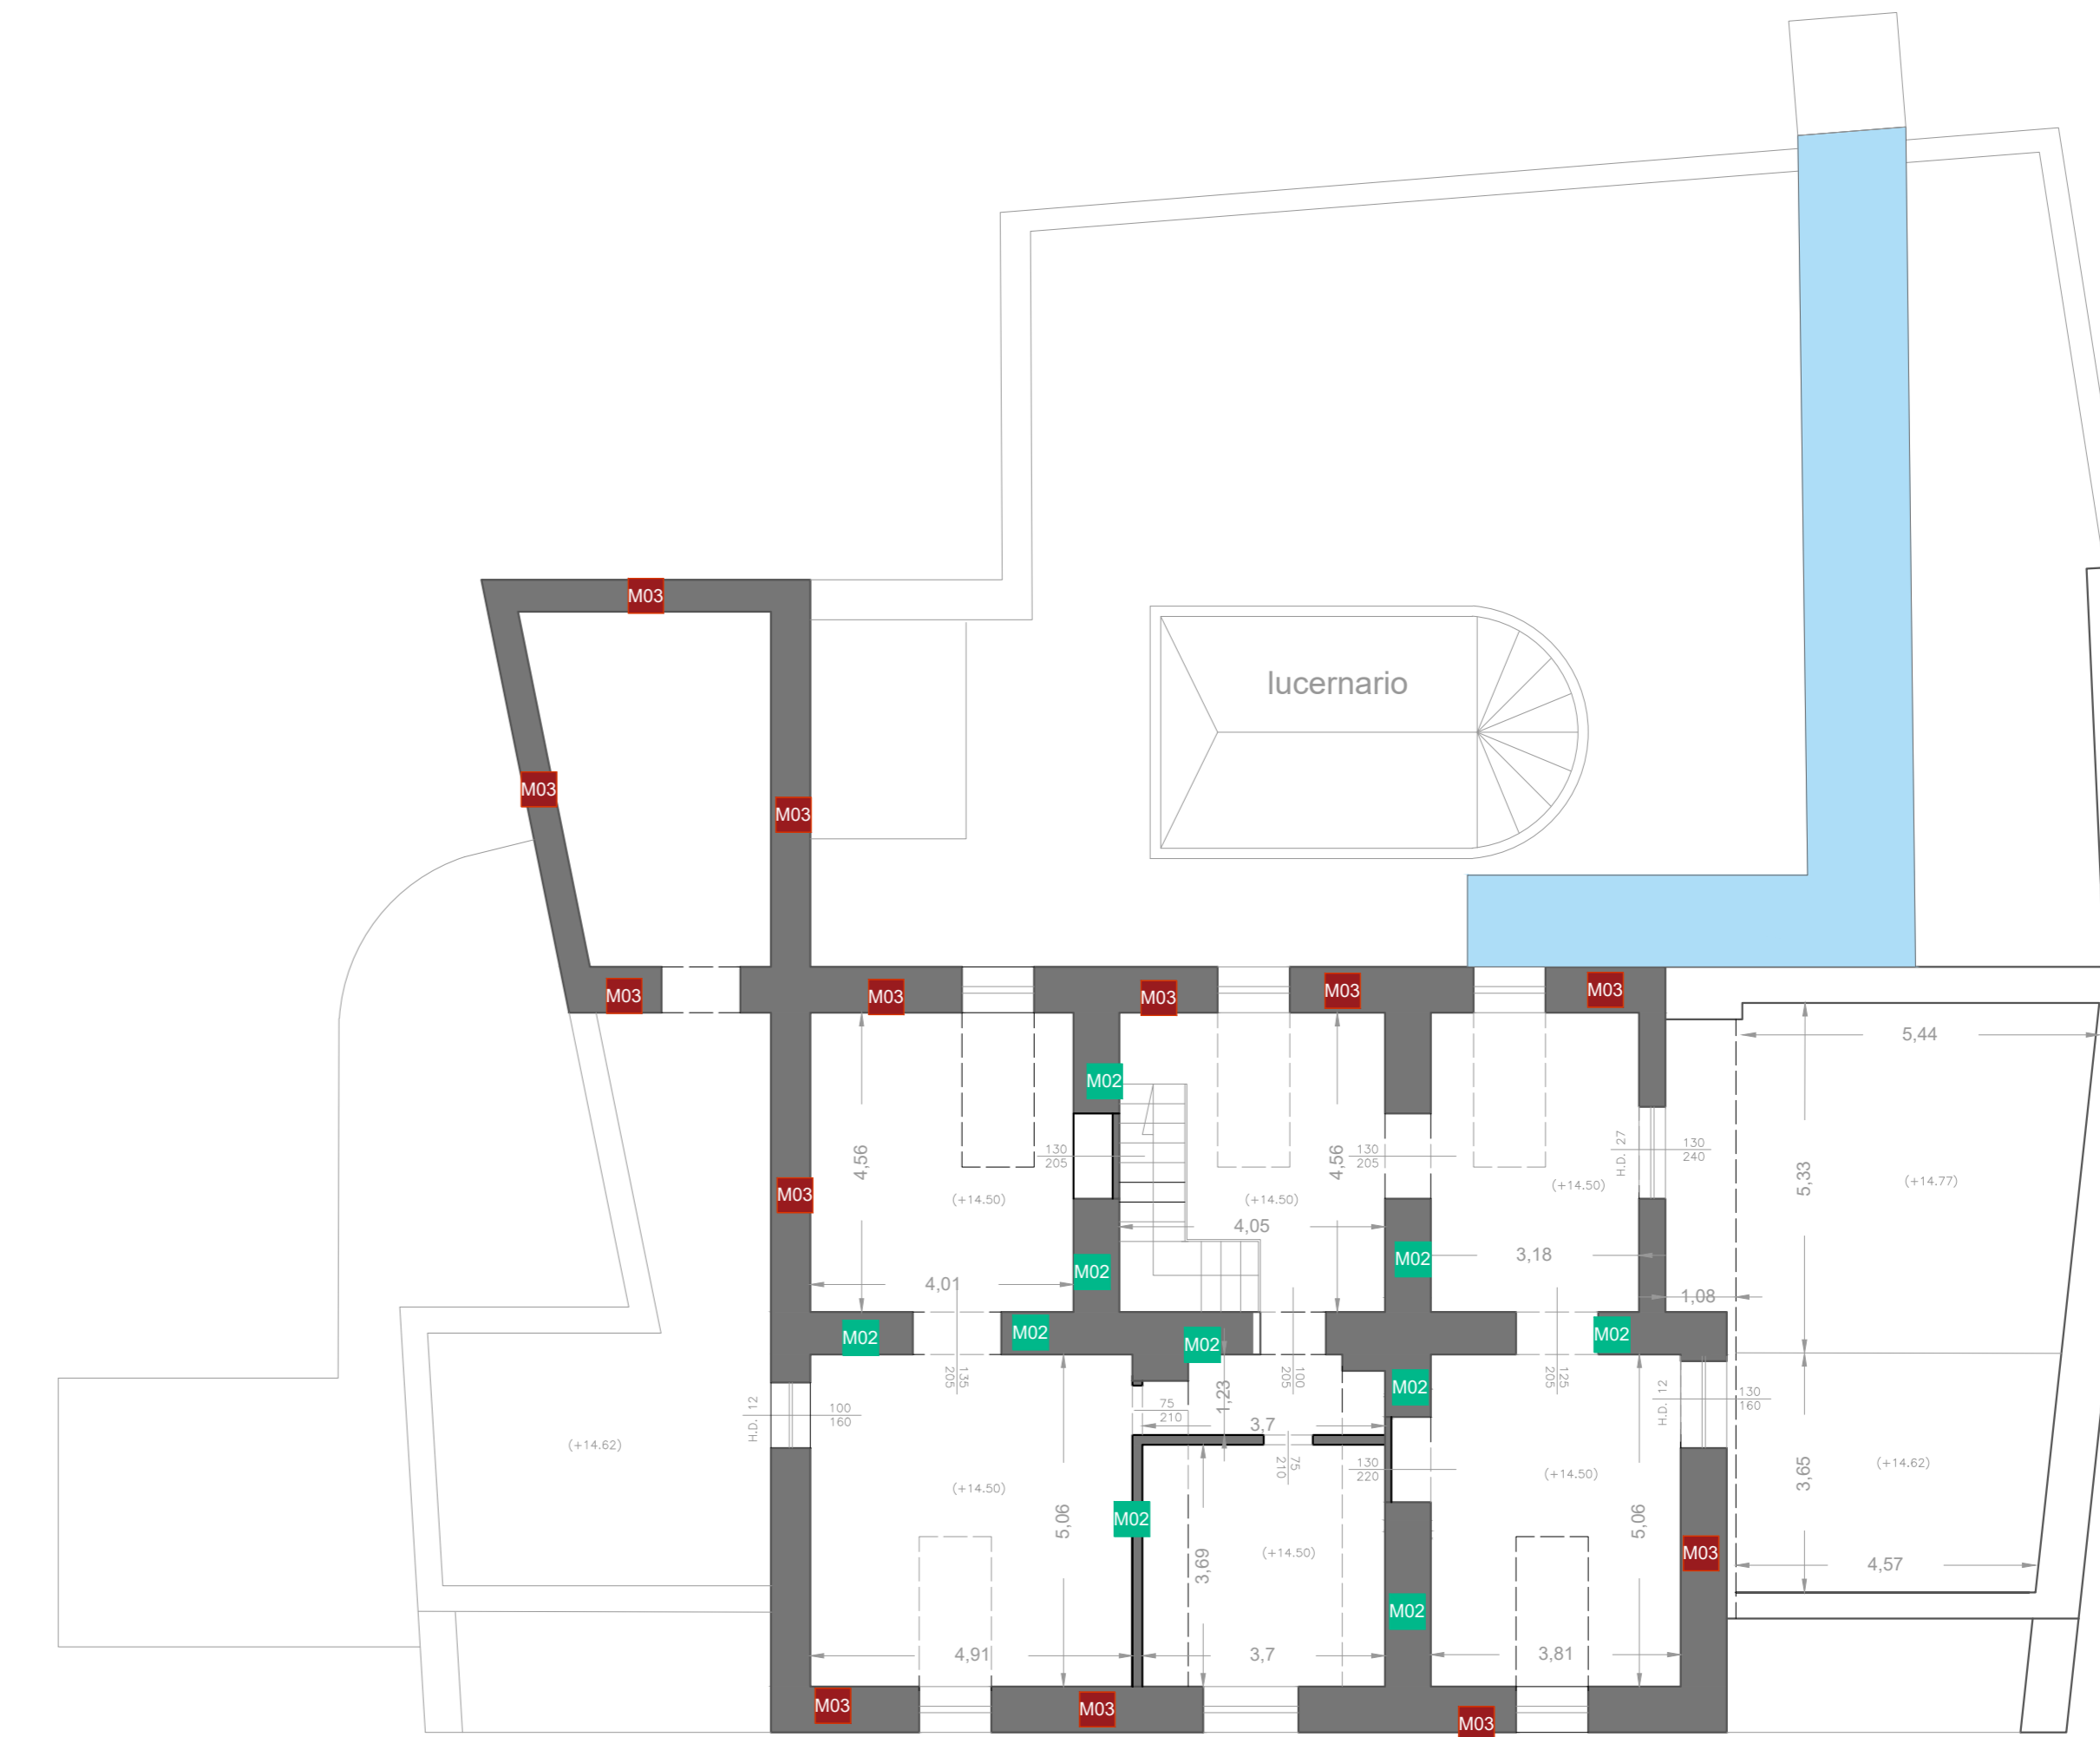 M03
lucernario
M03
M03
M03
M03
M03
M03
M03
5,44
M02
4,56
130
205
4,56
130
205
H.D. 27
130
240
5,33
(+14.77)
(+14.50)
(+14.50)
(+14.50)
M03
4,05
M02
M02
3,18
4,01
1,08
M02
M02
M02
M02
135
205
100
205
125
205
M02
1,23
H.D. 12
100
160
75
210
3,7
H.D. 12
130
160
(+14.62)
75
210
130
220
(+14.50)
(+14.50)
3,65
(+14.62)
5,06
M02
3,69
(+14.50)
5,06
M03
4,57
M02
4,91
3,7
3,81
M03
M03
M03